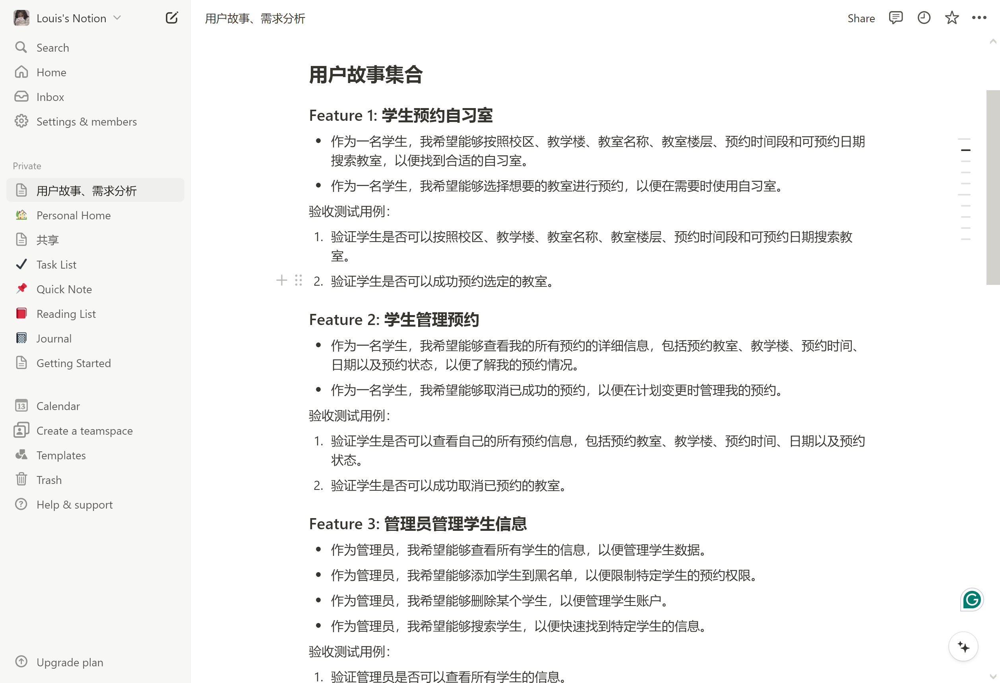 Louis's Notion
Search
Home
Inbox
Settings & members
Private
用户故事、需求分析
Personal Home
共享
Task List
Quick Note
Reading List
Journal
Getting Started
13
Calendar
Create a teamspace
Templates
Trash
Help & support
Upgrade plan
用户故事、需求分析
Share
用户故事集合
Feature 1: 学生预约自习室
• 作为一名学生，我希望能够按照校区、教学楼、教室名称、教室楼层、预约时间段和可预约日期
搜索教室，以便找到合适的自习室。
• 作为一名学生，我希望能够选择想要的教室进行预约，以便在需要时使用自习室。
验收测试用例：
1. 验证学生是否可以按照校区、教学楼、教室名称、教室楼层、预约时间段和可预约日期搜索教
室。
2. 验证学生是否可以成功预约选定的教室。
Feature 2: 学生管理预约
• 作为一名学生，我希望能够查看我的所有预约的详细信息，包括预约教室、教学楼、预约时间、
日期以及预约状态，以便了解我的预约情况。
• 作为一名学生，我希望能够取消已成功的预约，以便在计划变更时管理我的预约。
验收测试用例：
1. 验证学生是否可以查看自己的所有预约信息，包括预约教室、教学楼、预约时间、日期以及预约
状态。
2. 验证学生是否可以成功取消已预约的教室。
Feature 3: 管理员管理学生信息
• 作为管理员，我希望能够查看所有学生的信息，以便管理学生数据。
• 作为管理员，我希望能够添加学生到黑名单，以便限制特定学生的预约权限。
• 作为管理员，我希望能够删除某个学生，以便管理学生账户。
• 作为管理员，我希望能够搜索学生，以便快速找到特定学生的信息。
验收测试用例：
1. 验证管理员是否可以查看所有学生的信息。